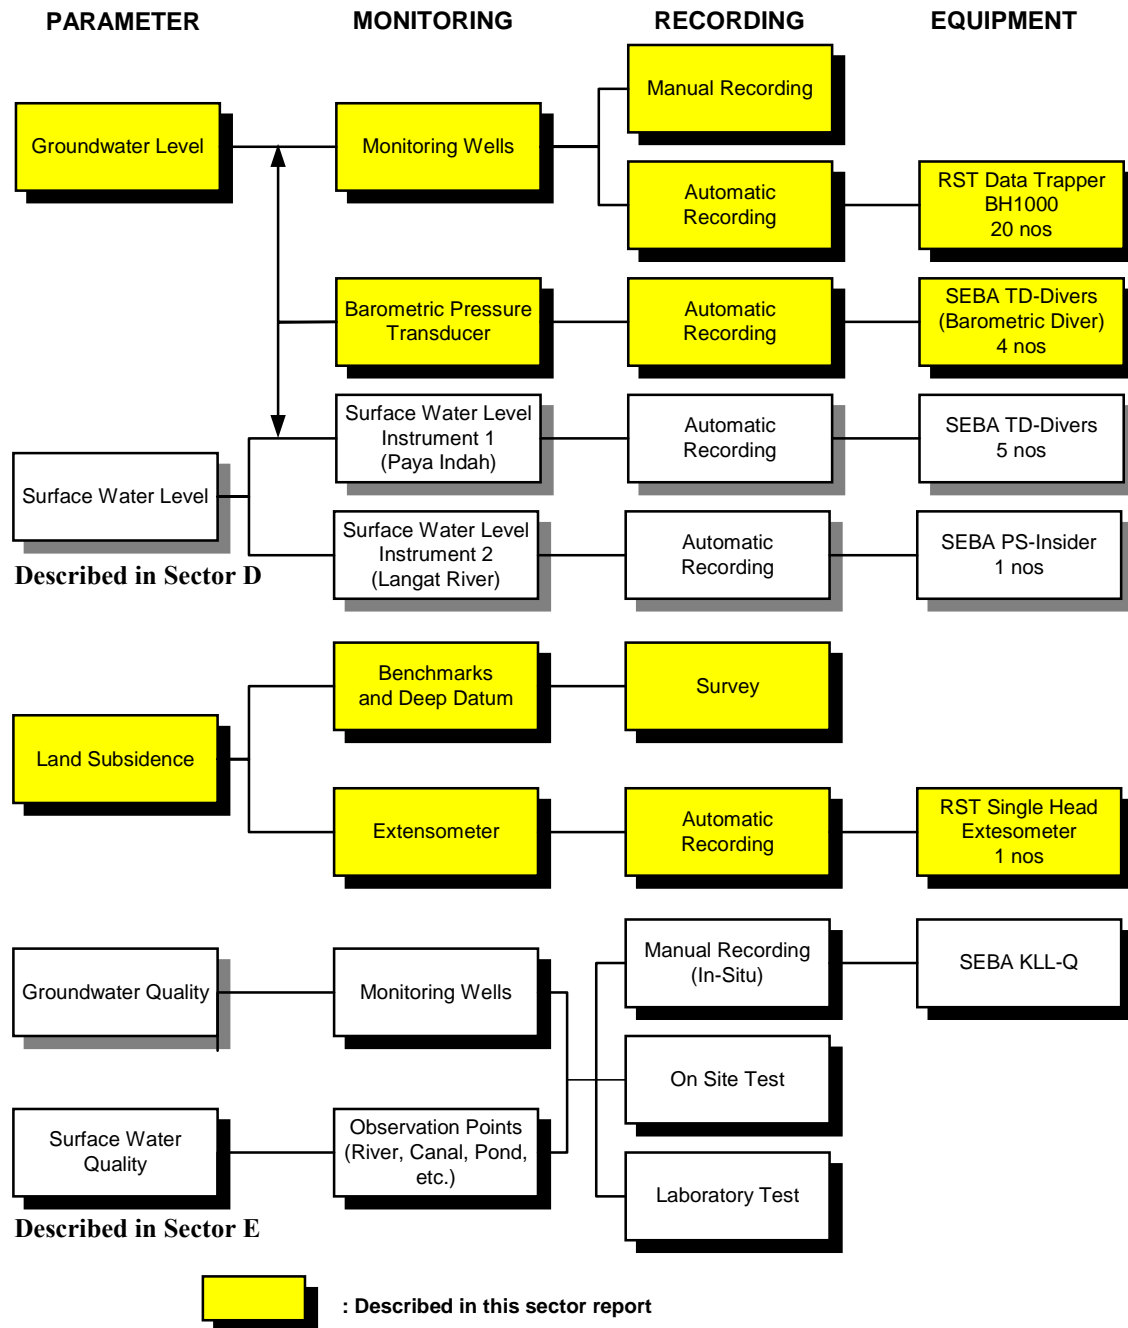 PARAMETER
MONITORING
RECORDING
EQUIPMENT
Groundwater Level
Monitoring Wells
Manual Recording
Automatic
Recording
RST Data Trapper
BH1000
20 nos
Barometric Pressure
Transducer
Automatic
Recording
SEBA TD-Divers
(Barometric Diver)
4 nos
Surface Water Level
Surface Water Level
Instrument 1
(Paya Indah)
Automatic
Recording
SEBA TD-Divers
5 nos
Surface Water Level
Instrument 2
(Langat River)
Automatic
Recording
SEBA PS-Insider
1 nos
Described in Sector D
Land Subsidence
Benchmarks
and Deep Datum
Survey
Extensometer
Automatic
Recording
RST Single Head
Extesometer
1 nos
Groundwater Quality
Monitoring Wells
Manual Recording
(In-Situ)
SEBA KLL-Q
On Site Test
Surface Water
Quality
Observation Points
(River, Canal, Pond,
etc.)
Laboratory Test
Described in Sector E
: Described in this sector report